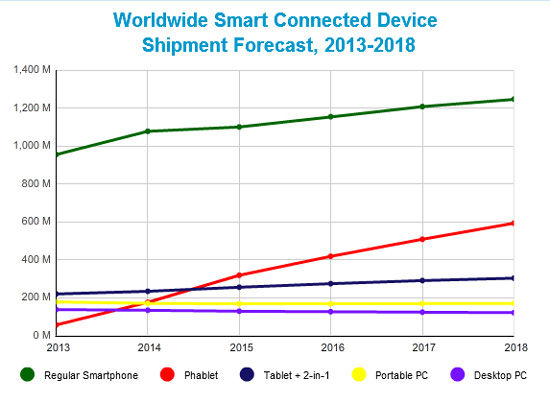 Worldwide Smart Connected Device
Shipment Forecast, 2013-2018
1,400 M
1,200 M
1,000 M
800 M
600 M
400 M
200 M
0 M
2013 2014 2015 2016 2017 2018
Regular Smartphone Phablet Tablet + 2-in-1 Portable PC Desktop PC